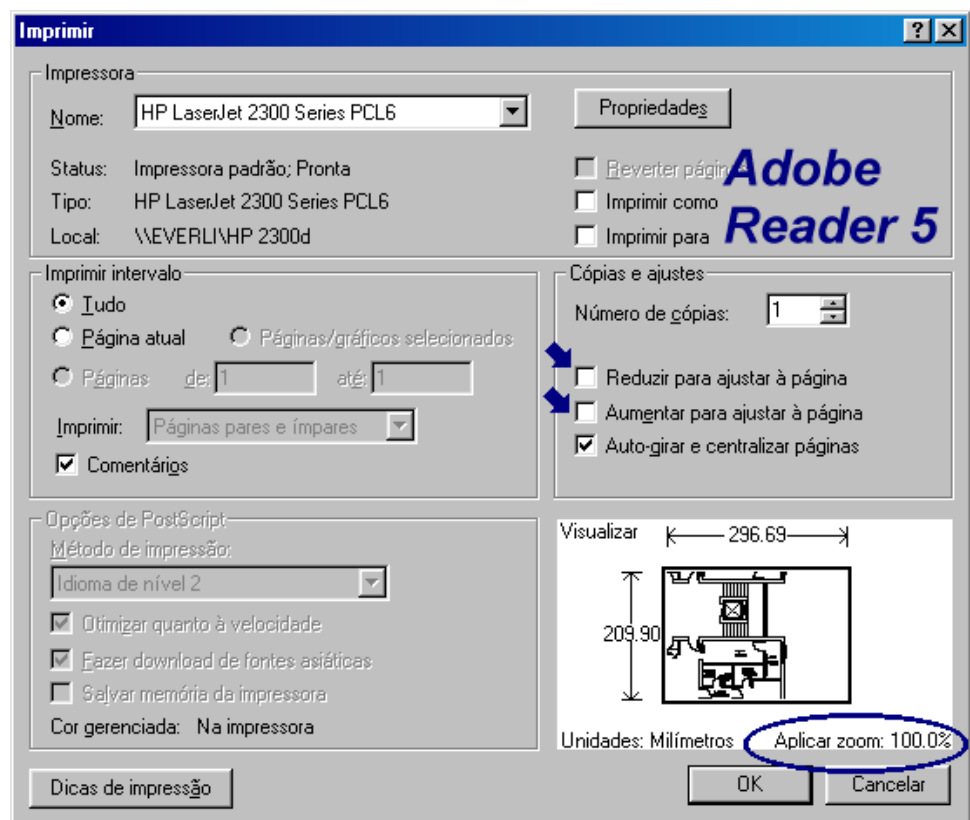 Imprimir
Impressora
Nome: HP LaserJet 2300 Series PCL6 Propriedades
Status: Impressora padrão; Pronta Reverter págin
Adobe
Tipo: HP LaserJet 2300 Series PCL6 Imprimir como
Local: \\EVERLI\HP 2300d Imprimir para
Reader 5
Imprimir intervalo
Tudo
Página atual Páginas/gráficos selecionados
Páginas de: 1 até: 1
Imprimir: Páginas pares e ímpares
Comentários
Cópias e ajustes
Número de cópias: 1
Reduzir para ajustar à página
Aumentar para ajustar à página
Auto-girar e centralizar páginas
Opções de PostScript
Método de impressão:
Idioma de nível 2
Otimizar quanto à velocidade
Fazer download de fontes asiáticas
Salvar memória da impressora
Cor gerenciada: Na impressora
Visualizar 296.69
209.90
Unidades: Milímetros Aplicar zoom: 100.0%
Dicas de impressão OK Cancelar